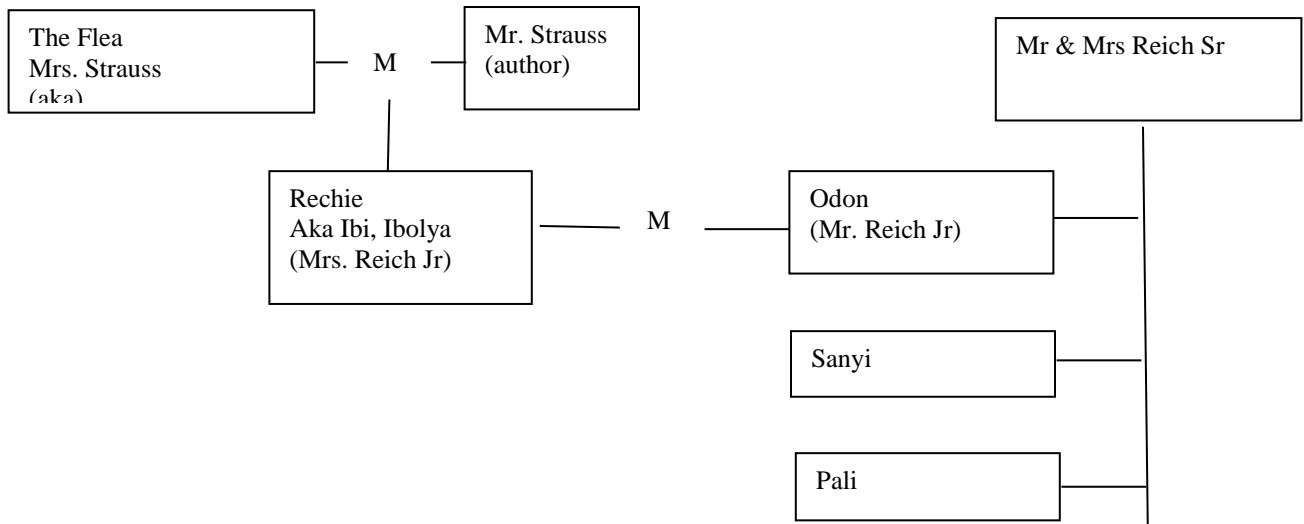 The Flea
Mrs. Strauss
(aka)
M
Mr. Strauss
(author)
Mr & Mrs Reich Sr
Rechie
Aka Ibi, Ibolya
(Mrs. Reich Jr)
M
Odon
(Mr. Reich Jr)
Sanyi
Pali